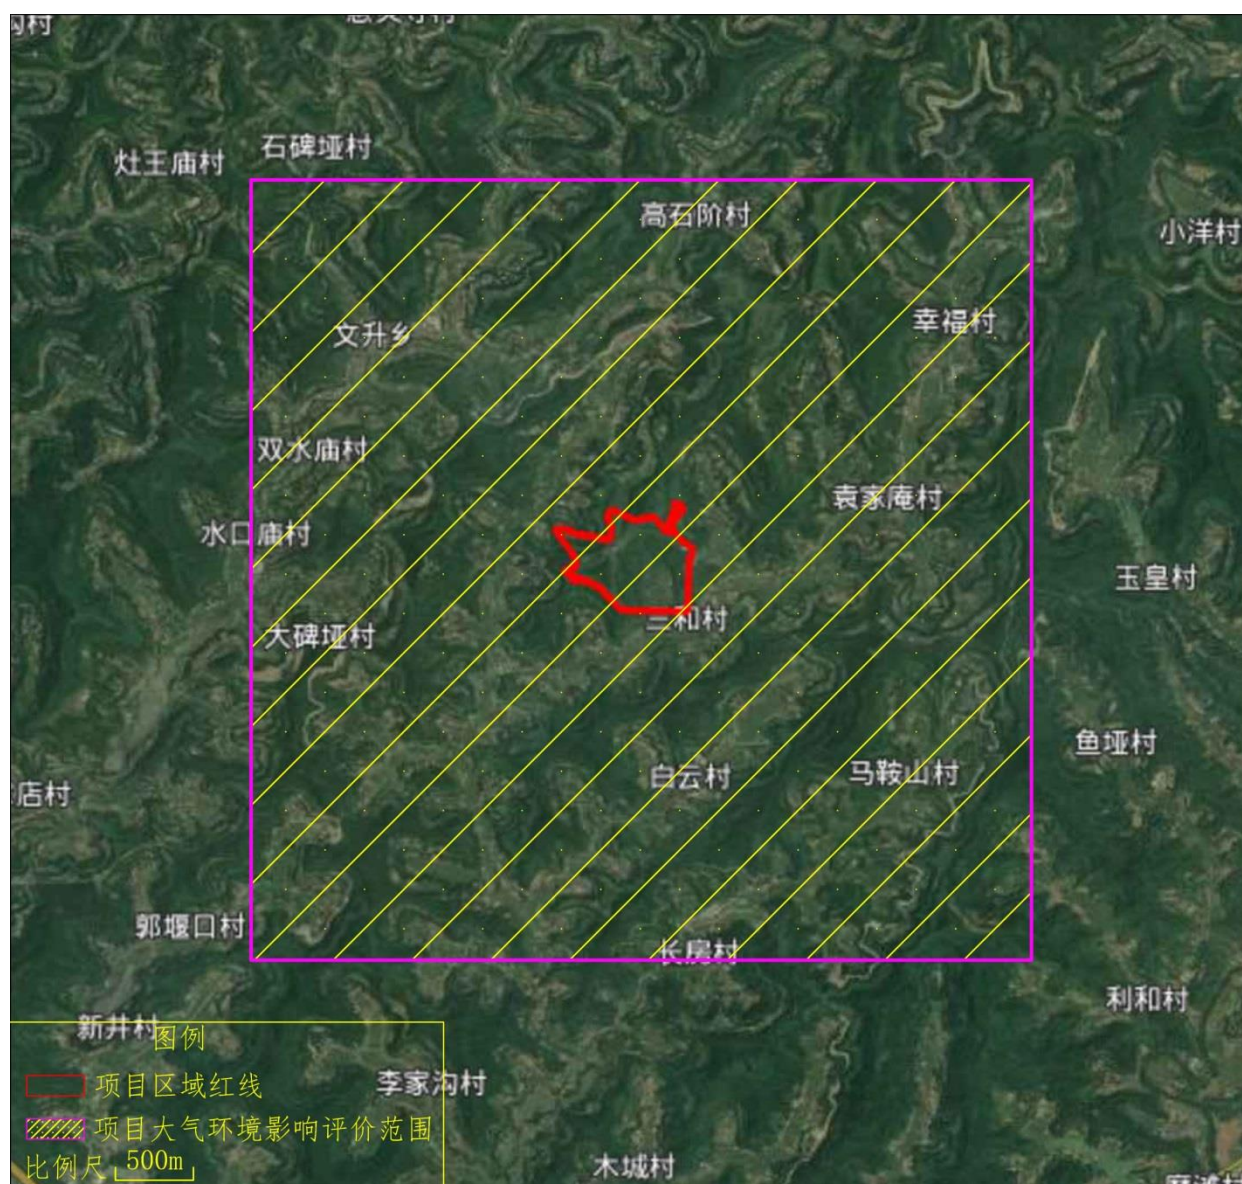 石碑垭村
灶王庙村
高石阶村
小洋村
幸福村
文升乡
双水庙村
袁家庵村
水口庙村
玉皇村
三和村
大碑垭村
鱼垭村
白云村
马鞍山村
店村
郭堰口村
长房村
利和村
新井村
图例
项目区域红线
李家沟村
项目大气环境影响评价范围
比例尺 500m
木城村